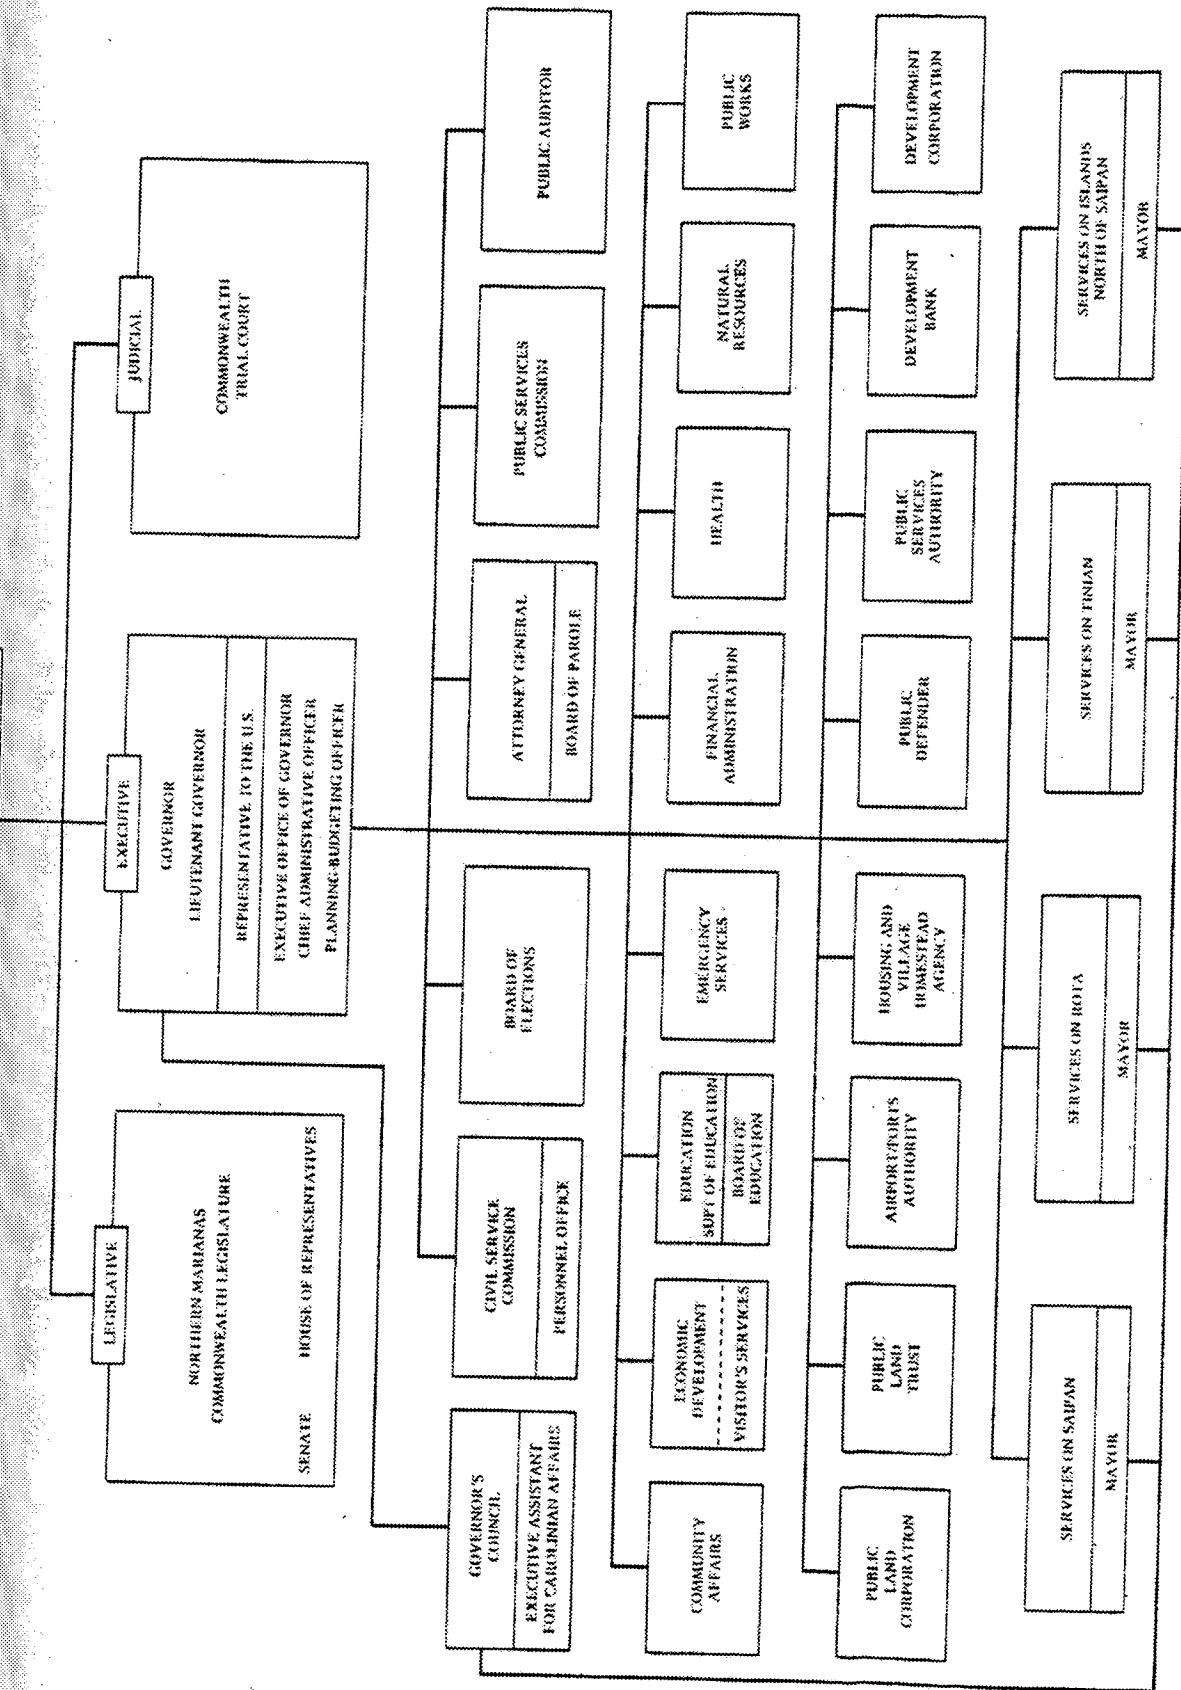 LEGISLATIVE
NORTHERN MARIANAS
COMMONWEALTH LEGISLATURE
SENATE
HOUSE OF REPRESENTATIVES
EXECUTIVE
GOVERNOR
LIEUTENANT GOVERNOR
REPRESENTATIVE TO THE U.S.
EXECUTIVE OFFICE OF GOVERNOR
CHIEF ADMINISTRATIVE OFFICER
PLANNING-BUDGETING OFFICER
JUDICIAL
COMMONWEALTH
TRIAL COURT
GOVERNOR'S
COUNCIL
EXECUTIVE ASSISTANT
FOR CAROLINIAN AFFAIRS
CIVIL SERVICE
COMMISSION
PERSONNEL OFFICE
BOARD OF
ELECTIONS
ATTORNEY GENERAL
BOARD OF PAROLE
PUBLIC SERVICES
COMMISSION
PUBLIC AUDITOR
COMMUNITY
AFFAIRS
ECONOMIC
DEVELOPMENT
VISITOR'S SERVICES
EDUCATION
SUPT OF EDUCATION
BOARD OF
EDUCATION
EMERGENCY
SERVICES
FINANCIAL
ADMINISTRATION
HEALTH
NATURAL
RESOURCES
PUBLIC
WORKS
PUBLIC
LAND
CORPORATION
PUBLIC
LAND
TRUST
AIRPORT/PORTS
AUTHORITY
HOUSING AND
VILLAGE
HOMESTEAD
AGENCY
PUBLIC
DEFENDER
PUBLIC
SERVICES
AUTHORITY
DEVELOPMENT
BANK
DEVELOPMENT
CORPORATION
SERVICES ON SAIPAN
MAYOR
SERVICES ON ROTA
MAYOR
SERVICES ON TINIAN
MAYOR
SERVICES ON ISLANDS
NORTH OF SAIPAN
MAYOR